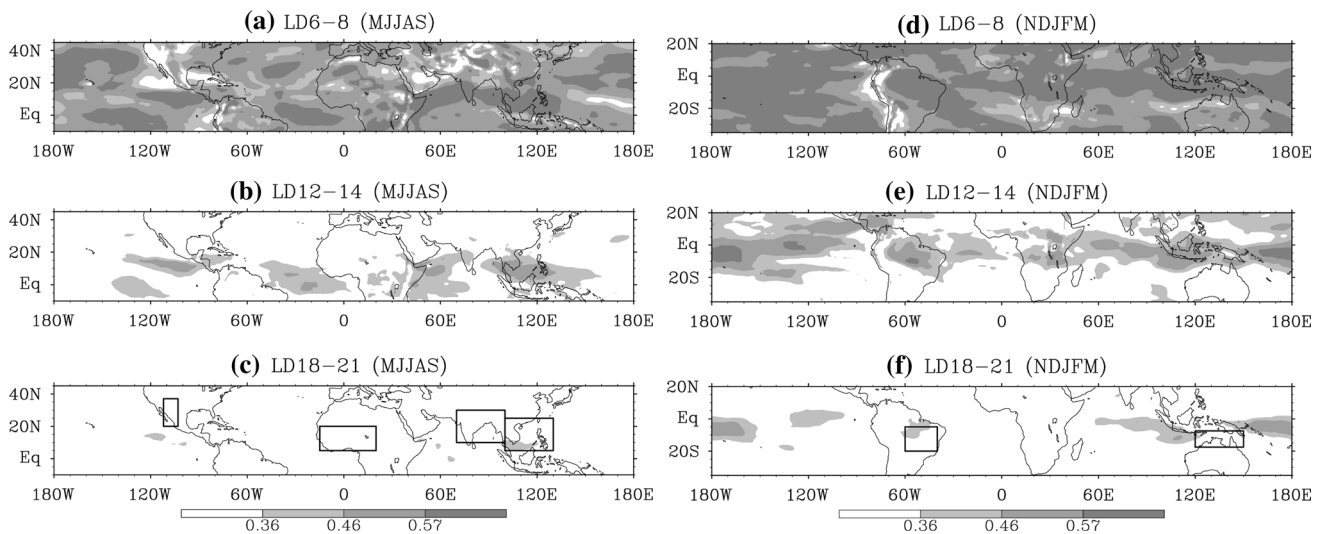 (a) LD6-8 (MJJAS)
40N
20N
Eq
180W 120W 60W 0 60E 120E 180E
(b) LD12-14 (MJJAS)
40N
20N
Eq
180W 120W 60W 0 60E 120E 180E
(c) LD18-21 (MJJAS)
40N
20N
Eq
180W 120W 60W 0 60E 120E 180E
0.36 0.46 0.57
(d) LD6-8 (NDJFM)
20N
Eq
20S
180W 120W 60W 0 60E 120E 180E
(e) LD12-14 (NDJFM)
20N
Eq
20S
180W 120W 60W 0 60E 120E 180E
(f) LD18-21 (NDJFM)
20N
Eq
20S
180W 120W 60W 0 60E 120E 180E
0.36 0.46 0.57